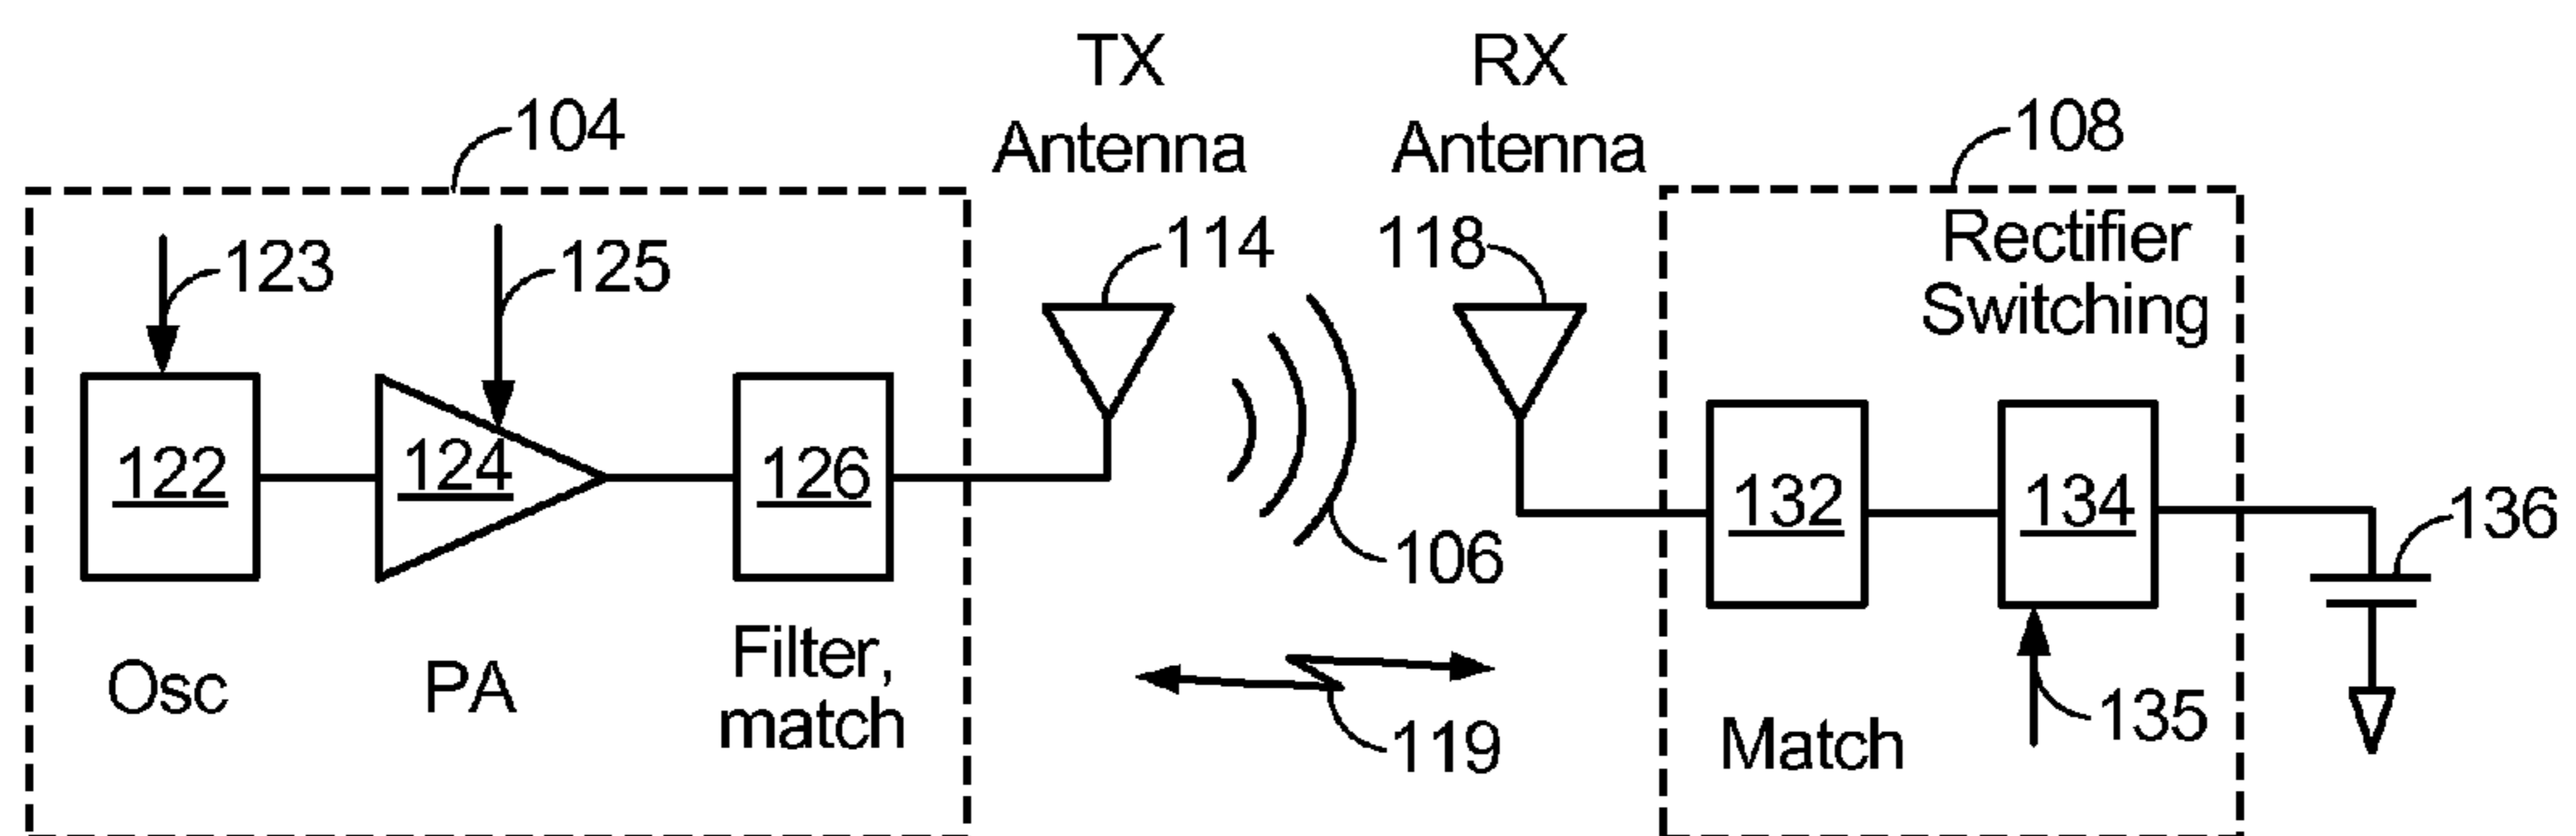 TX
Antenna
RX
Antenna
104
108
123
125
114
118
Rectifier
Switching
122
124
126
132
134
136
106
Osc
PA
Filter,
match
119
Match
135